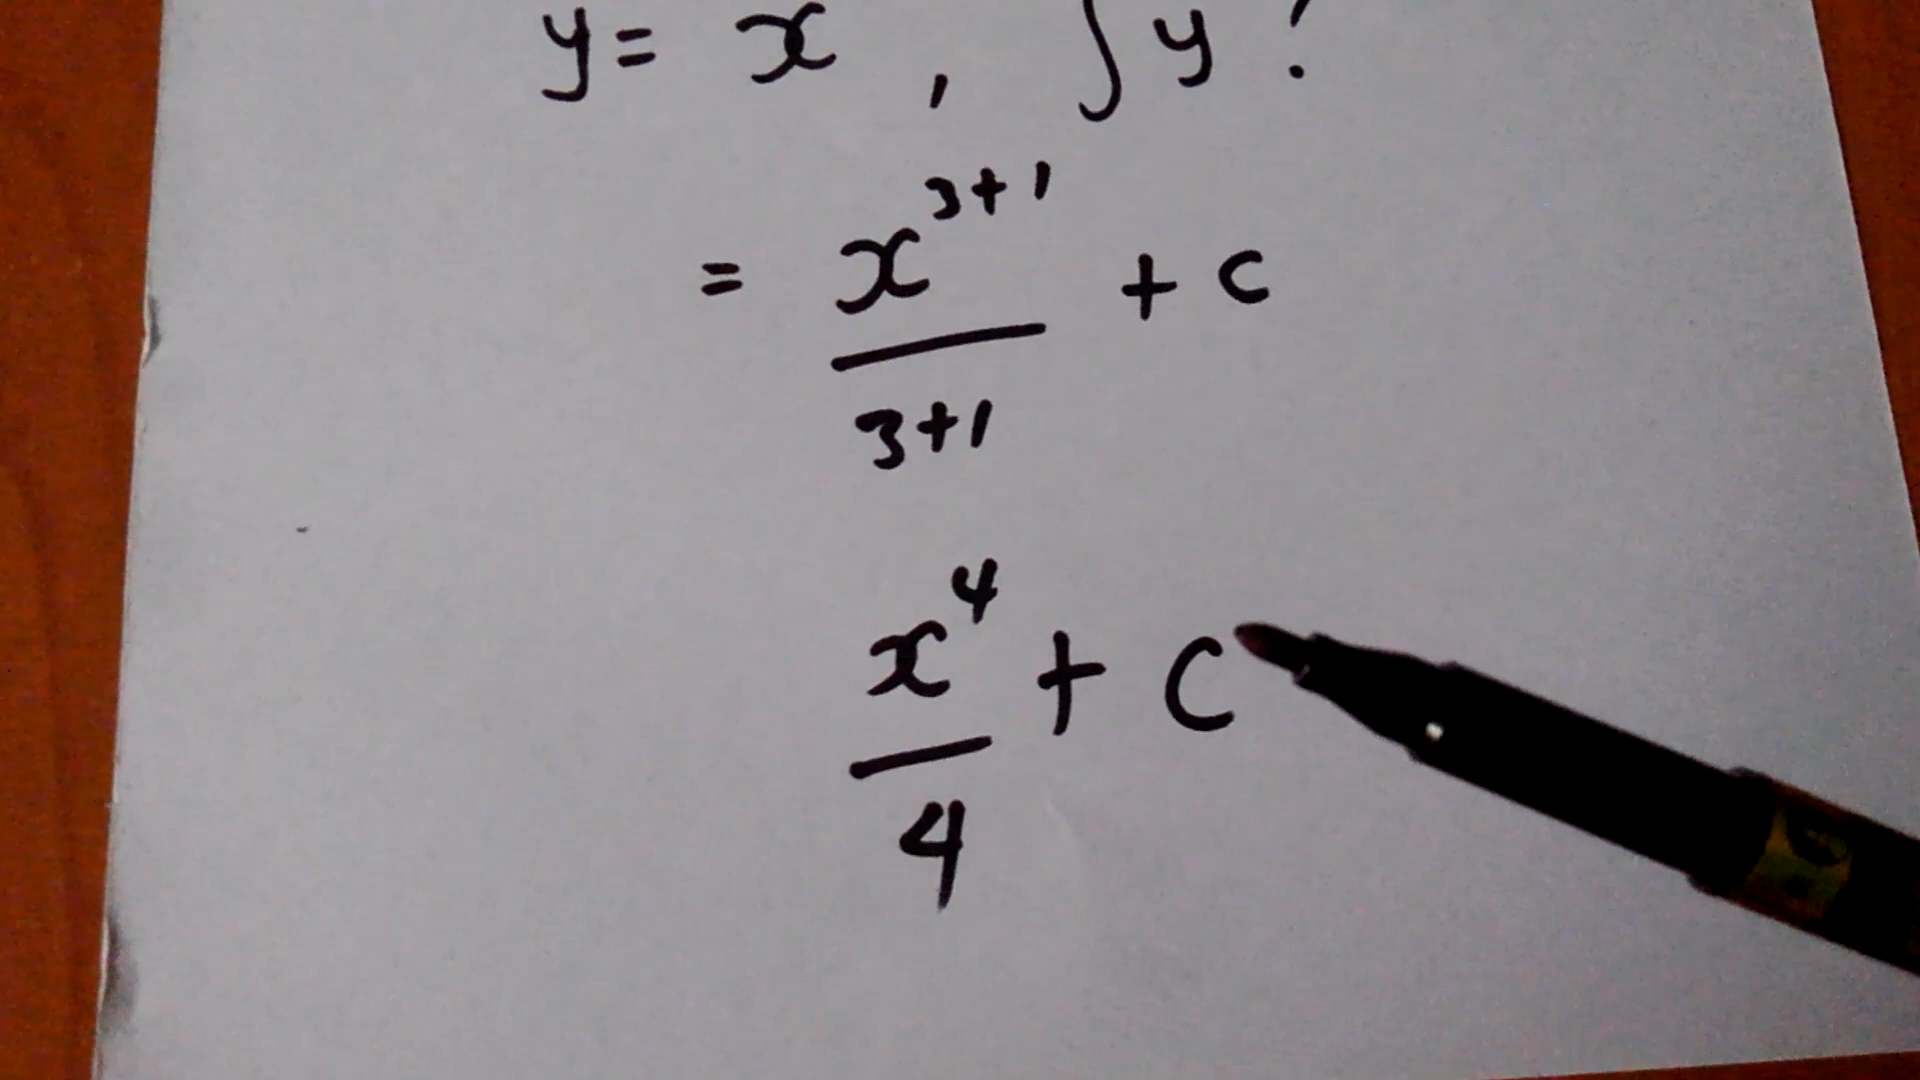 y = x , ∫ y ?
= x^{3+1} / 3+1 + c
x^4 / 4 + c